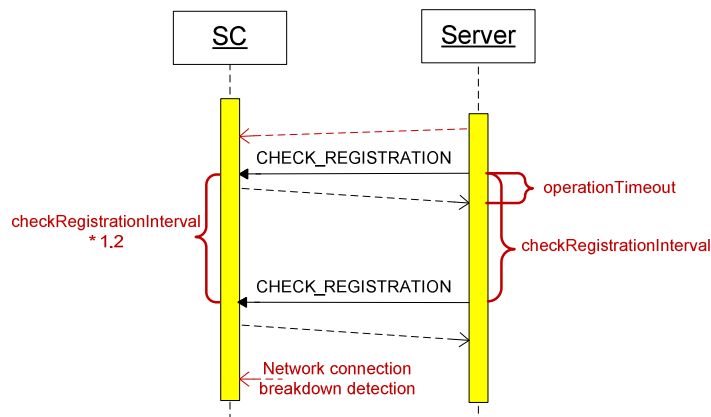 SC
Server
CHECK_REGISTRATION
operationTimeout
checkRegistrationInterval
* 1.2
checkRegistrationInterval
CHECK_REGISTRATION
Network connection
breakdown detection